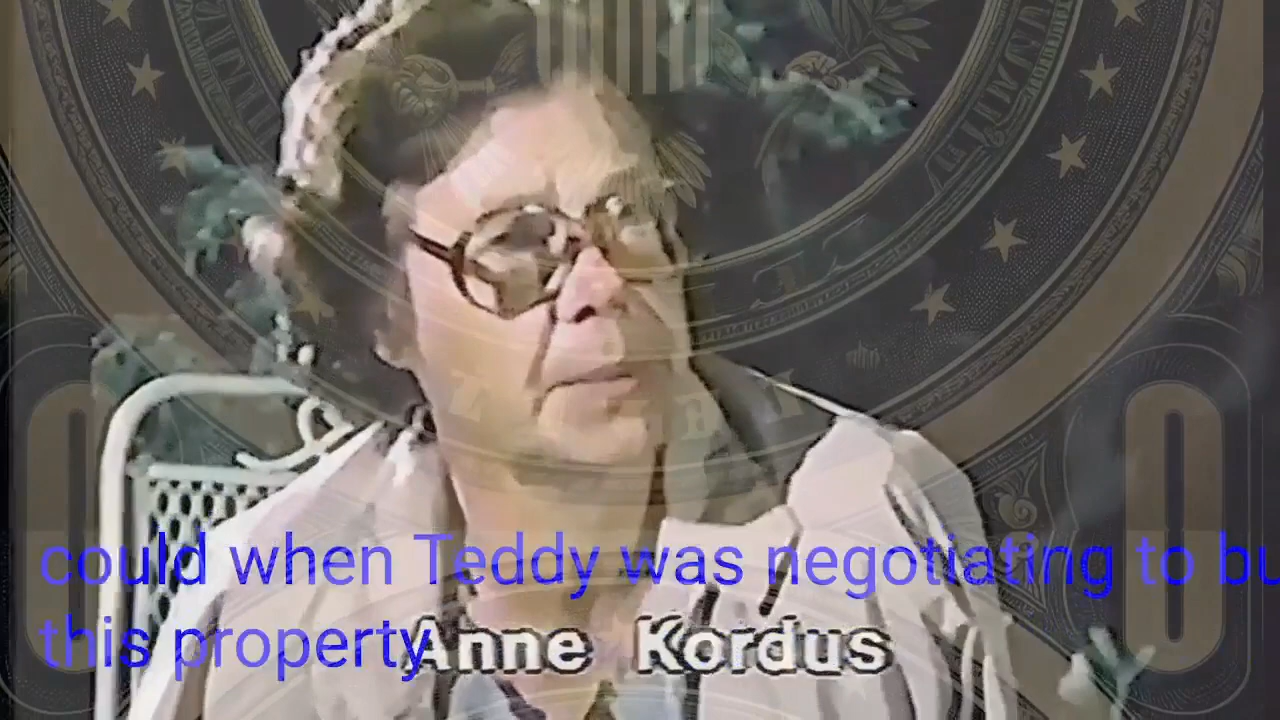 could when Teddy was negotiating to bu
this property
Anne Kordus